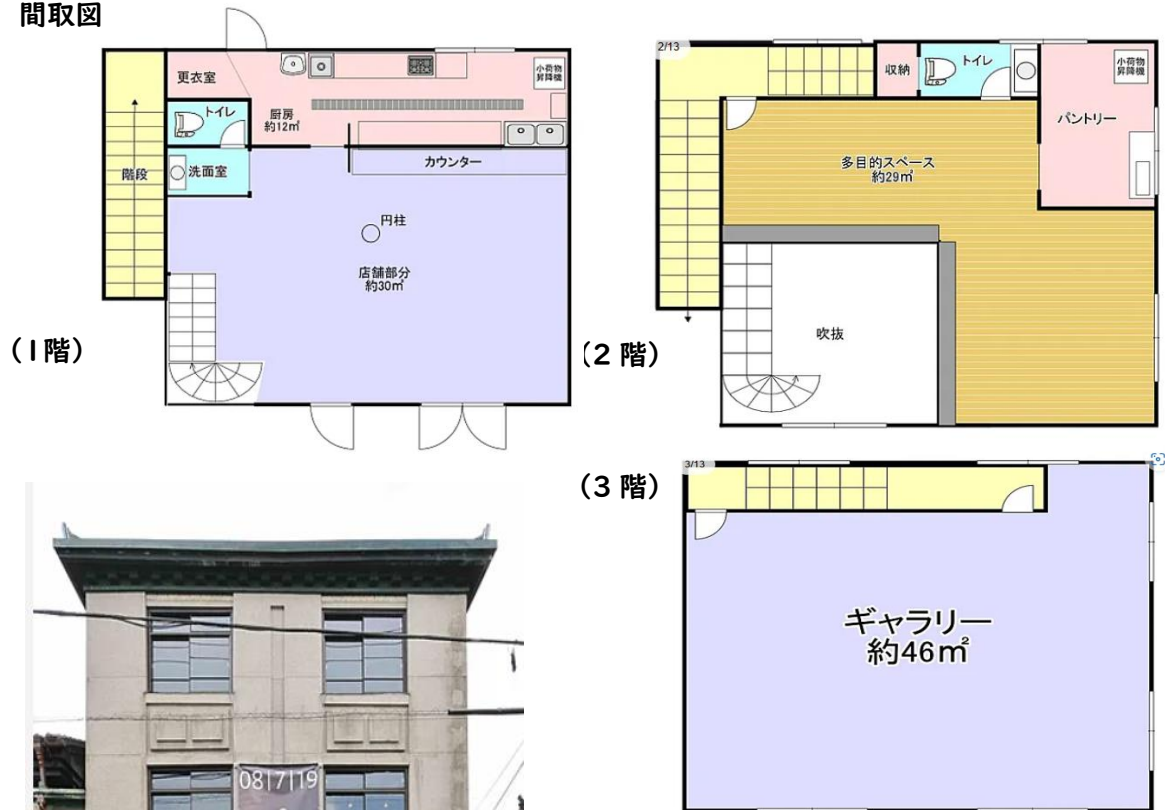 間取図
更衣室
小荷物
昇降機
トイレ
厨房
約12㎡
階段
洗面室
カウンター
円柱
店舗部分
約30㎡
(1階)
2/13
収納
トイレ
小荷物
昇降機
パントリー
多目的スペース
約29㎡
吹抜
(2階)
(3階)
3/13
ギャラリー
約46㎡
08|7|19